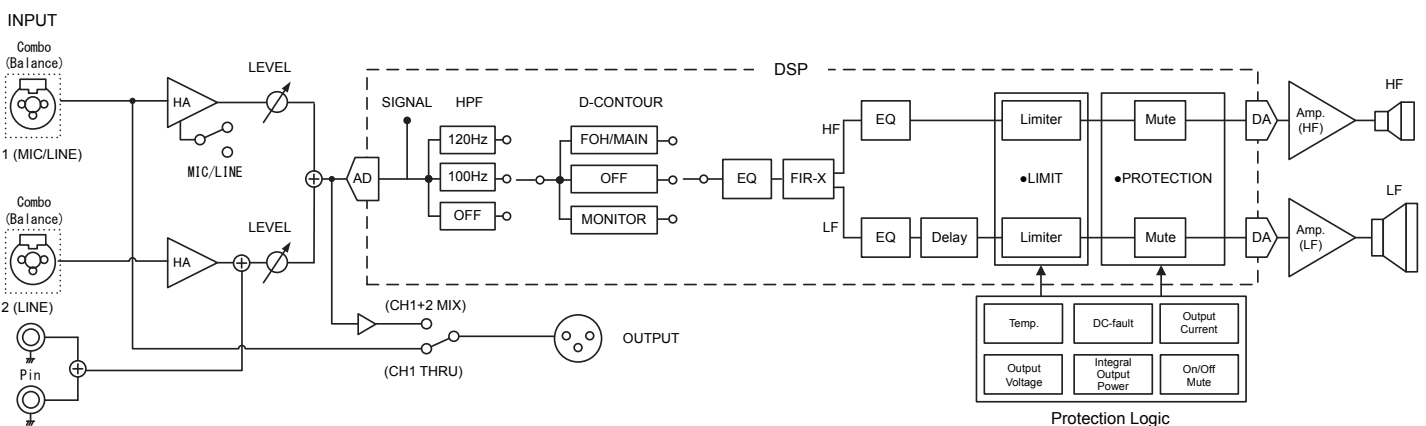 INPUT
Combo
(Balance)
1 (MIC/LINE)
HA
MIC/LINE
LEVEL
Combo
(Balance)
2 (LINE)
HA
LEVEL
Pin
DSP
AD
SIGNAL
HPF
120Hz
100Hz
OFF
D-CONTOUR
FOH/MAIN
OFF
MONITOR
EQ
FIR-X
HF
EQ
Limiter
Mute
DA
Amp.
(HF)
HF
●LIMIT
●PROTECTION
LF
EQ
Delay
Limiter
Mute
DA
Amp.
(LF)
LF
(CH1+2 MIX)
(CH1 THRU)
OUTPUT
Temp.
DC-fault
Output
Current
Output
Voltage
Integral
Output
Power
On/Off
Mute
Protection Logic